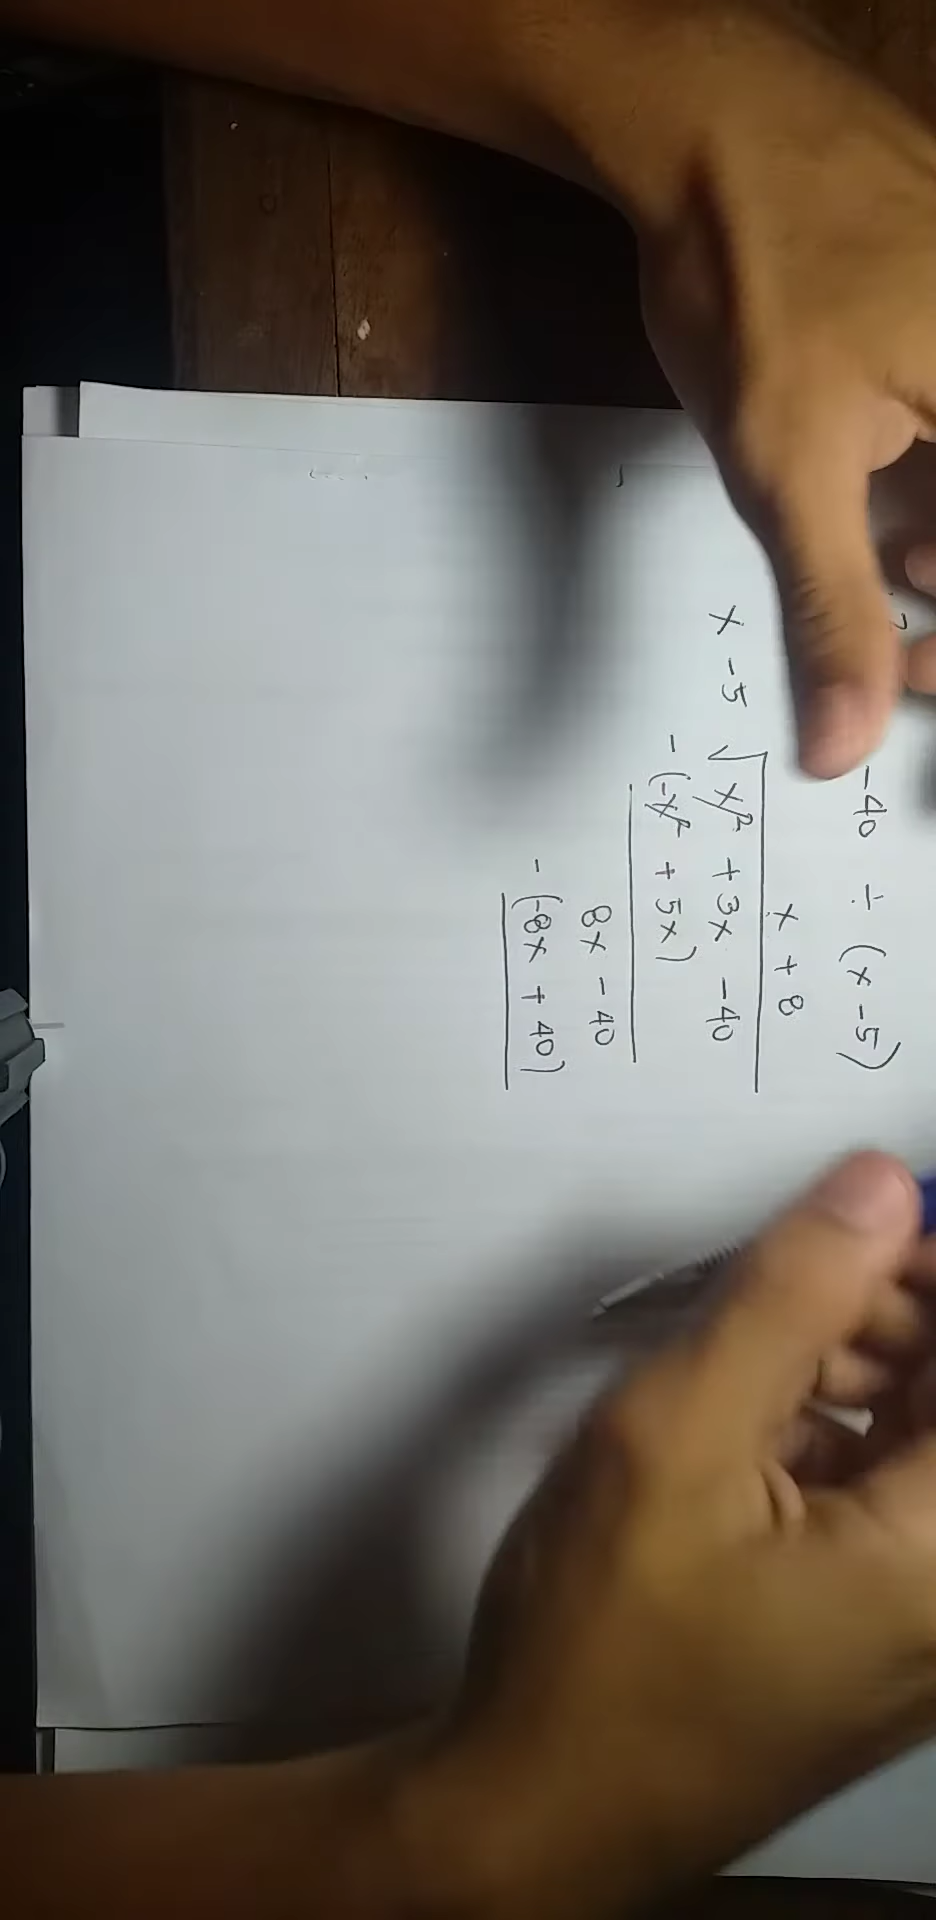 -40 ÷ (x - 5)
x + 8
x - 5 √x² + 3x - 40
- (-x² + 5x)
8x - 40
- (-8x + 40)